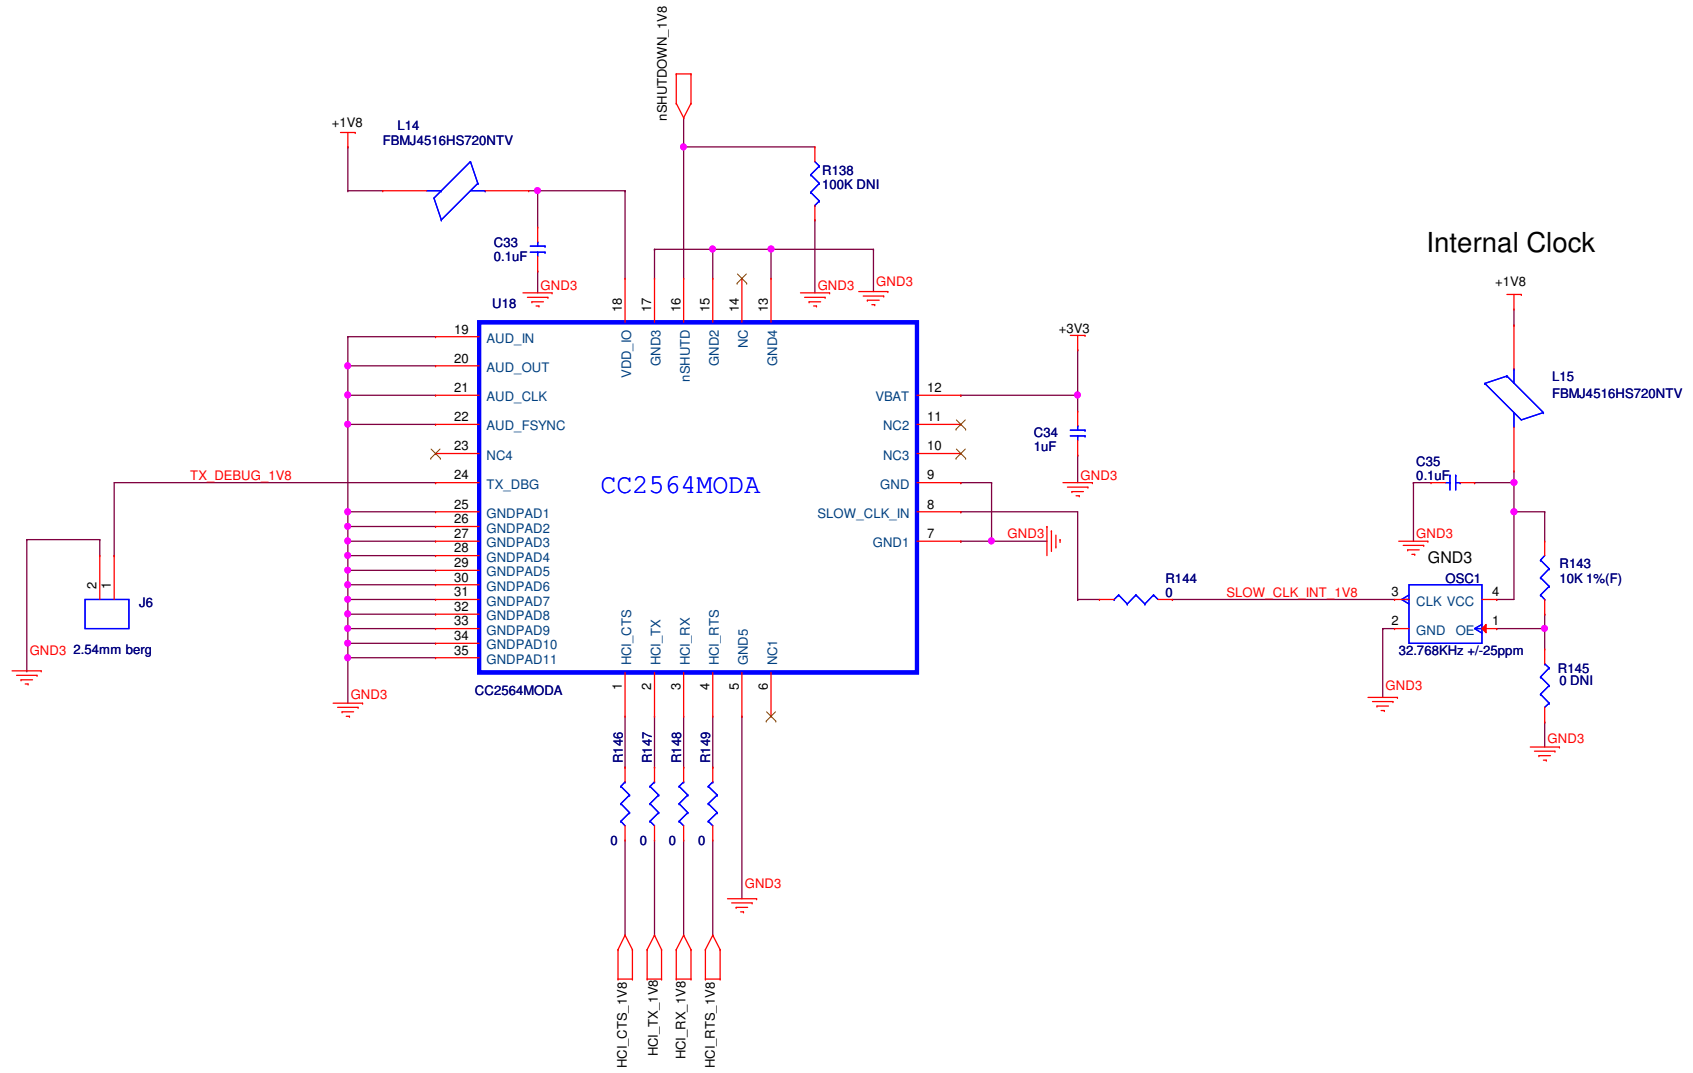 nSHUTDOWN_1V8
+1V8
L14
FBMJ4516HS720NTV
R138
100K DNI
C33
0.1uF
GND3
GND3
GND3
Internal Clock
+1V8
L15
FBMJ4516HS720NTV
U18
18
17
16
15
14
13
VDD_IO
GND3
nSHUTD
GND2
NC
GND4
19 AUD_IN
20 AUD_OUT
21 AUD_CLK
22 AUD_FSYNC
23 NC4
24 TX_DBG
25 GNDPAD1
26 GNDPAD2
27 GNDPAD3
28 GNDPAD4
29 GNDPAD5
30 GNDPAD6
31 GNDPAD7
32 GNDPAD8
33 GNDPAD9
34 GNDPAD10
35 GNDPAD11
TX_DEBUG_1V8
CC2564MODA
VBAT 12
NC2 11
NC3 10
GND 9
SLOW_CLK_IN 8
GND1 7
+3V3
C34
1uF
GND3
GND3
C35
0.1uF
GND3
GND3
OSC1
R143
10K 1%(F)
R144
0
SLOW_CLK_INT_1V8
3 CLK VCC 4
2 GND OE 1
32.768KHz +/-25ppm
R145
0 DNI
GND3
GND3
2
1
J6
2.54mm berg
GND3
GND3
CC2564MODA
HCI_CTS
HCI_TX
HCI_RX
HCI_RTS
GND5
NC1
1
2
3
4
5
6
R146
R147
R148
R149
0
0
0
0
GND3
HCI_CTS_1V8
HCI_TX_1V8
HCI_RX_1V8
HCI_RTS_1V8